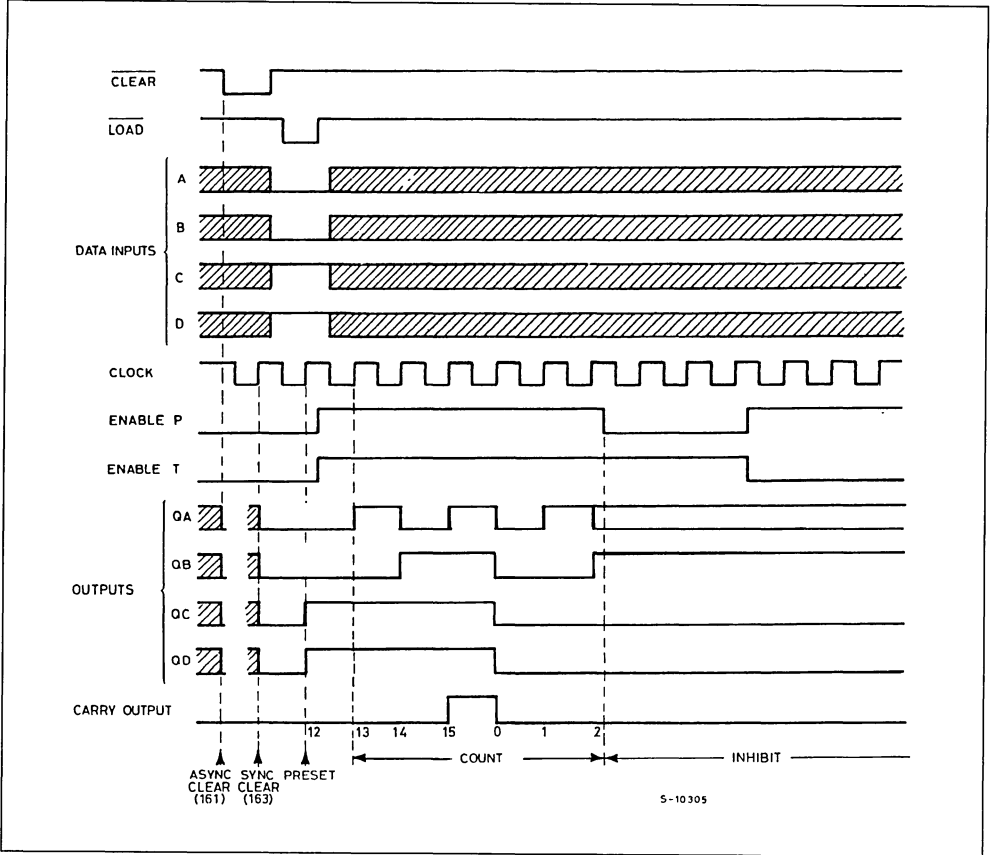 CLEAR
LOAD
A
B
DATA INPUTS
C
D
CLOCK
ENABLE P
ENABLE T
QA
QB
OUTPUTS
QC
QD
CARRY OUTPUT
12 13 14 15 0 1 2
COUNT INHIBIT
ASYNC CLEAR (161)
SYNC CLEAR (163)
PRESET
S-10305